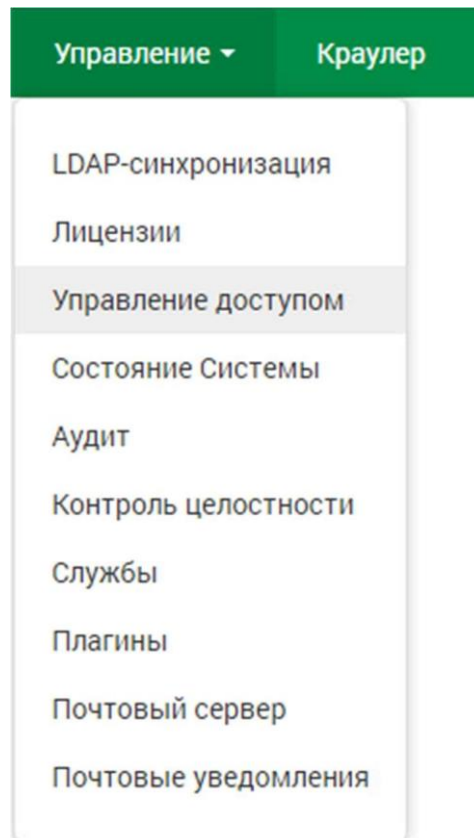 Управление Краулер
LDAP-синхронизация
Лицензии
Управление доступом
Состояние Системы
Аудит
Контроль целостности
Службы
Плагины
Почтовый сервер
Почтовые уведомления